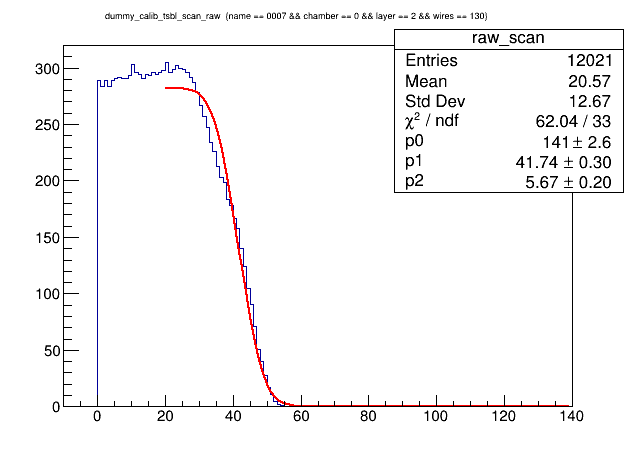 dummy_calib_tsbl_scan_raw (name == 0007 && chamber == 0 && layer == 2 && wires == 130)
raw_scan
Entries 12021
Mean 20.57
Std Dev 12.67
χ² / ndf 62.04 / 33
p0 141 ± 2.6
p1 41.74 ± 0.30
p2 5.67 ± 0.20
300
250
200
150
100
50
0
0 20 40 60 80 100 120 140